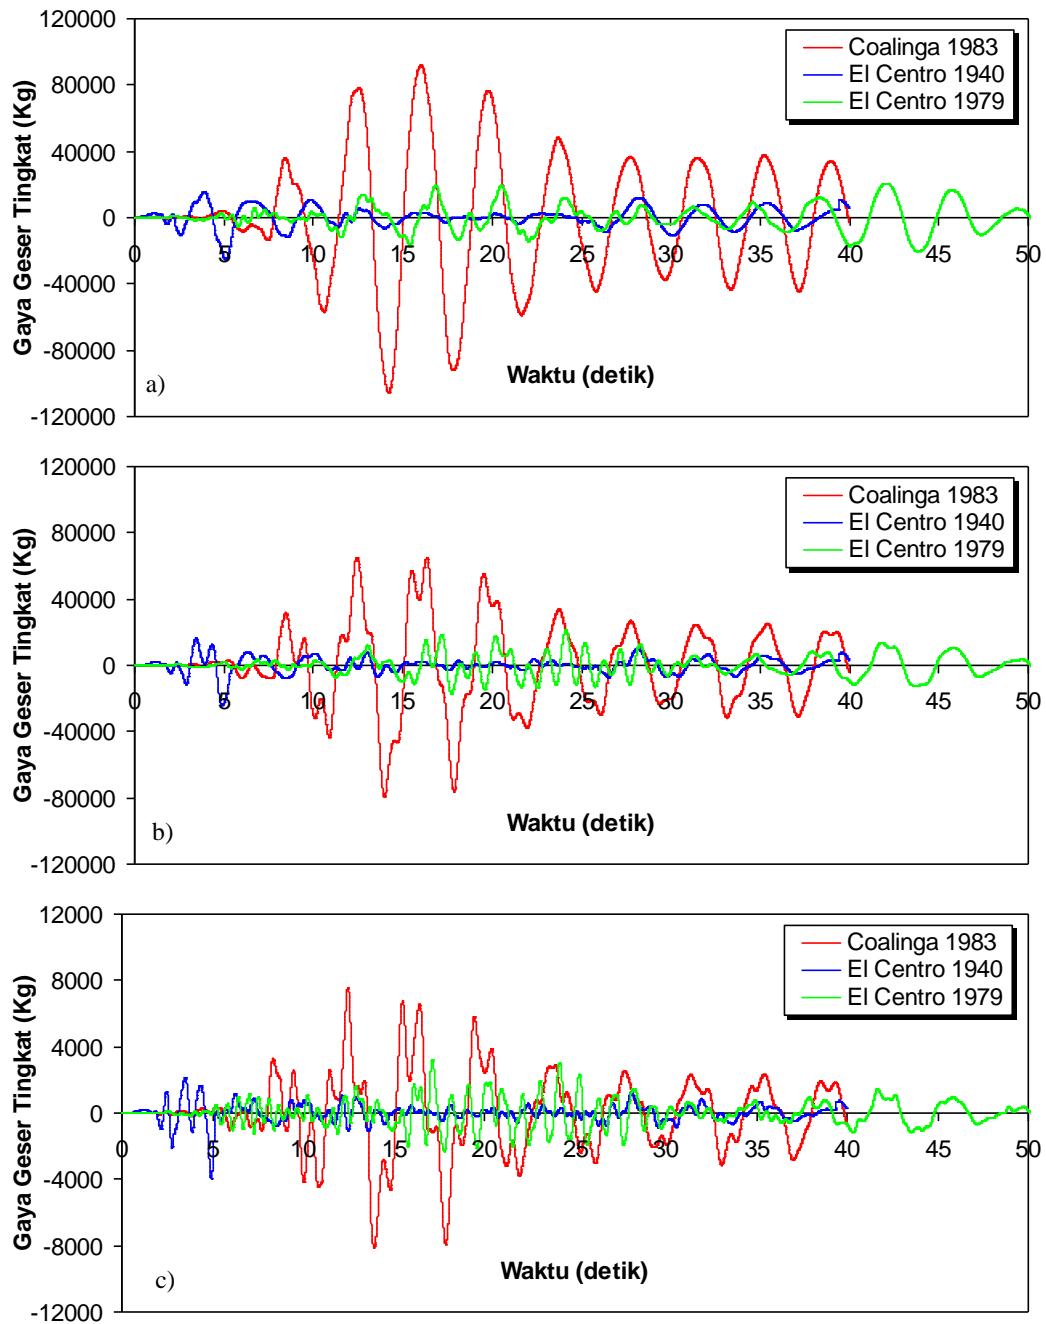 120000
80000
40000
0
-40000
-80000
-120000
Gaya Geser Tingkat (Kg)
Coalinga 1983
El Centro 1940
El Centro 1979
0 5 10 15 20 25 30 35 40 45 50
Waktu (detik)
a)
120000
80000
40000
0
-40000
-80000
-120000
Gaya Geser Tingkat (Kg)
Coalinga 1983
El Centro 1940
El Centro 1979
0 5 10 15 20 25 30 35 40 45 50
Waktu (detik)
b)
12000
8000
4000
0
-4000
-8000
-12000
Gaya Geser Tingkat (Kg)
Coalinga 1983
El Centro 1940
El Centro 1979
0 5 10 15 20 25 30 35 40 45 50
Waktu (detik)
c)